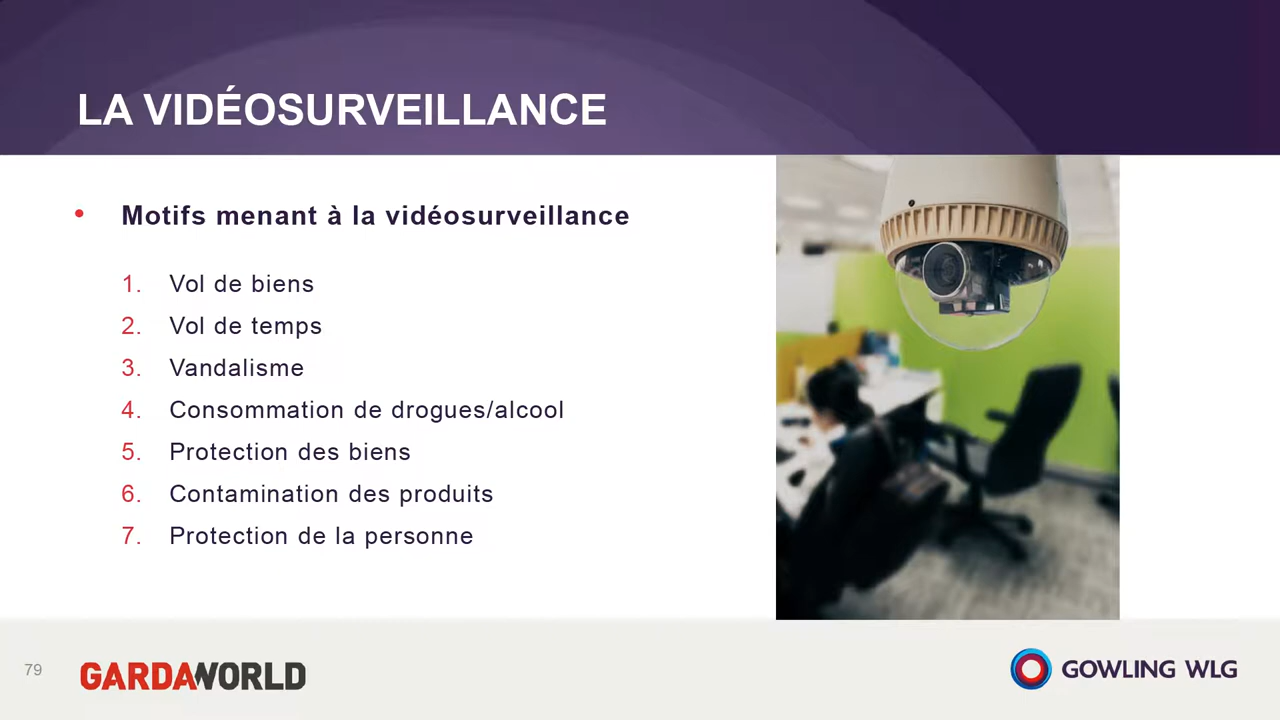 LA VIDÉOSURVEILLANCE
• Motifs menant à la vidéosurveillance
1. Vol de biens
2. Vol de temps
3. Vandalisme
4. Consommation de drogues/alcool
5. Protection des biens
6. Contamination des produits
7. Protection de la personne
79
GARDAWORLD
GOWLING WLG